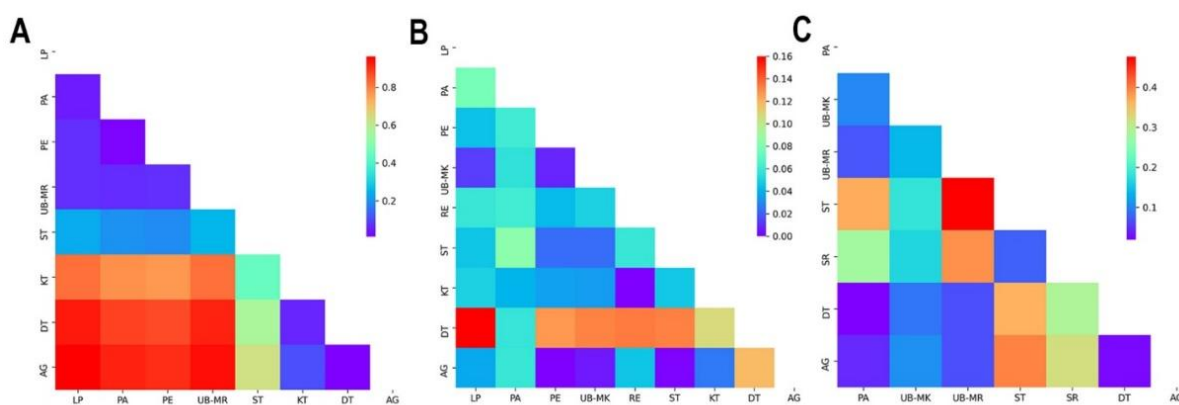 A
LP
PA
PE
UB-MR
ST
KT
DT
AG
LP PA PE UB-MR ST KT DT AG
0.8
0.6
0.4
0.2
B
LP
PA
PE
UB-MK
RE
ST
KT
DT
AG
LP PA PE UB-MK RE ST KT DT AG
0.16
0.14
0.12
0.10
0.08
0.06
0.04
0.02
0.00
C
PA
UB-MK
UB-MR
ST
SR
DT
AG
PA UB-MK UB-MR ST SR DT AG
0.4
0.3
0.2
0.1